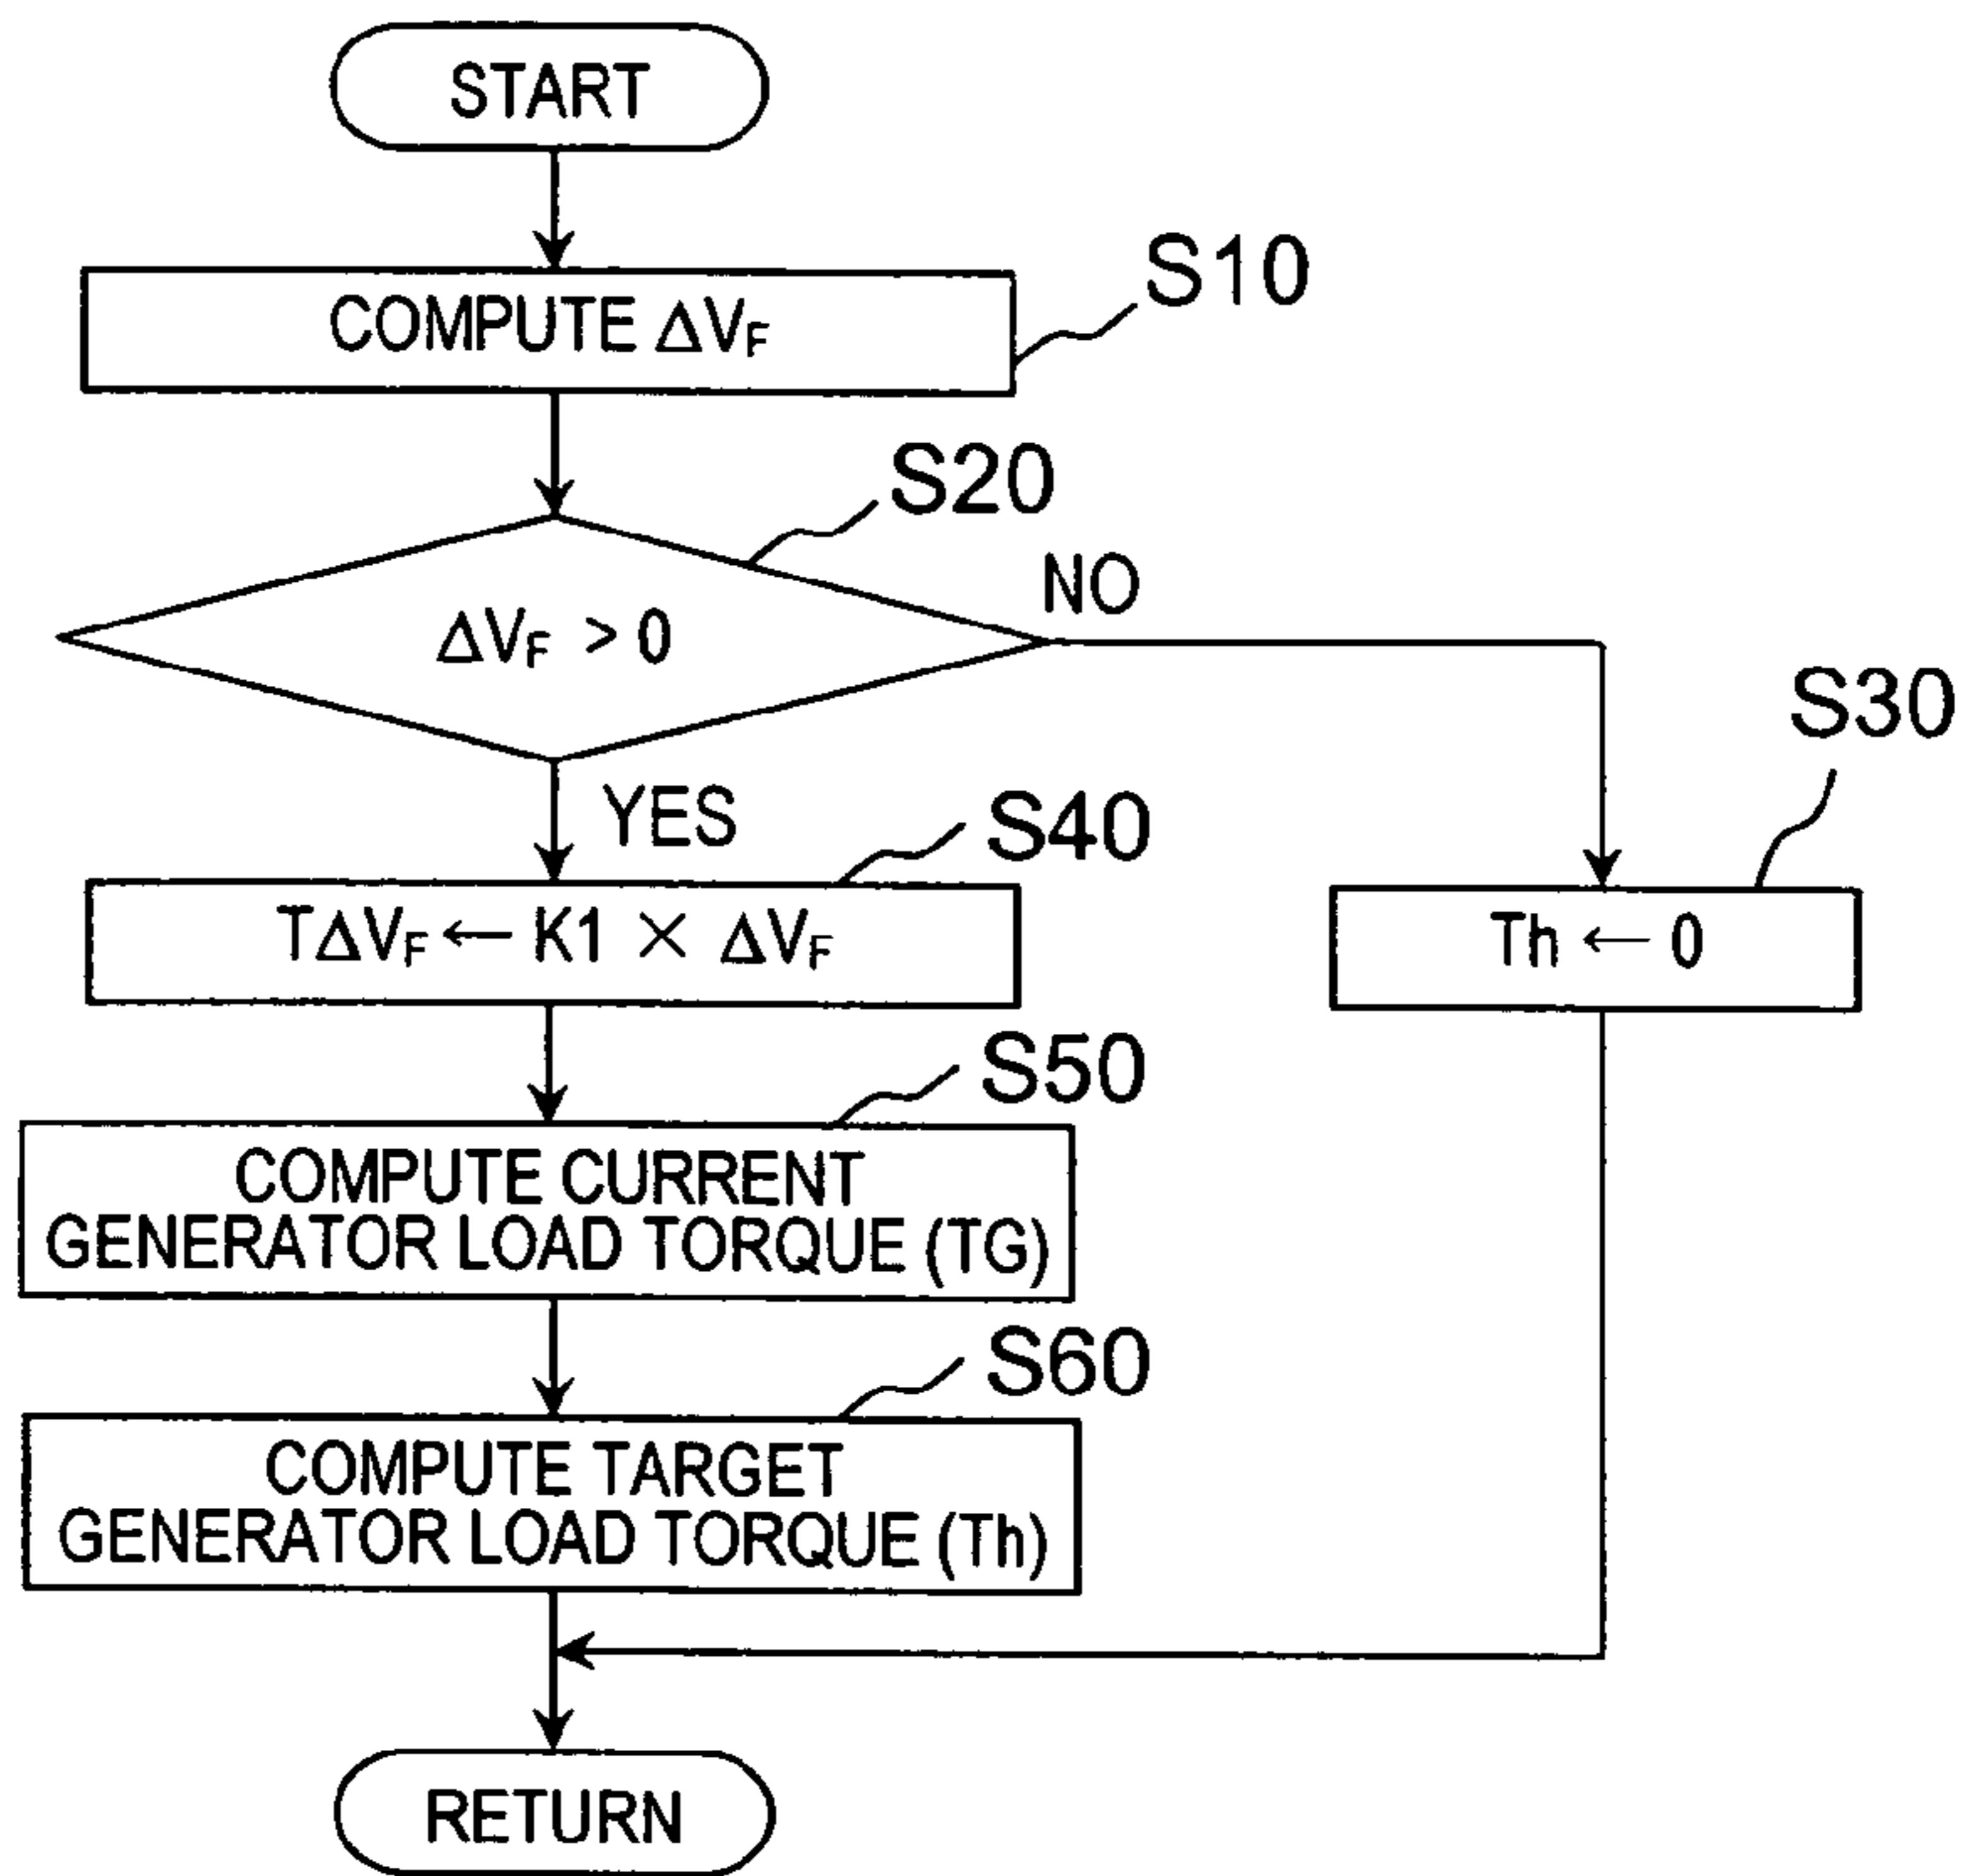 START
COMPUTE ΔVF
S10
S20
ΔVF > 0
NO
YES
S30
S40
TΔVF ← K1 × ΔVF
Th ← 0
S50
COMPUTE CURRENT
GENERATOR LOAD TORQUE (TG)
S60
COMPUTE TARGET
GENERATOR LOAD TORQUE (Th)
RETURN